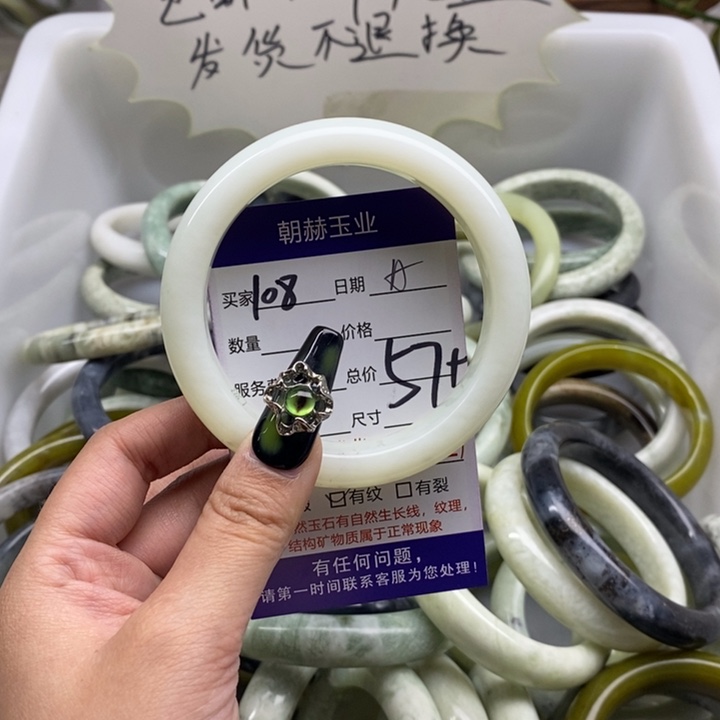 发货不退换
朝赫玉业
买家 108 日期
数量 价格
服务 总价 57+
尺寸
有纹 有裂
然玉石有自然生长线，纹理，
结构矿物质属于正常现象
有任何问题，
请第一时间联系客服为您处理！